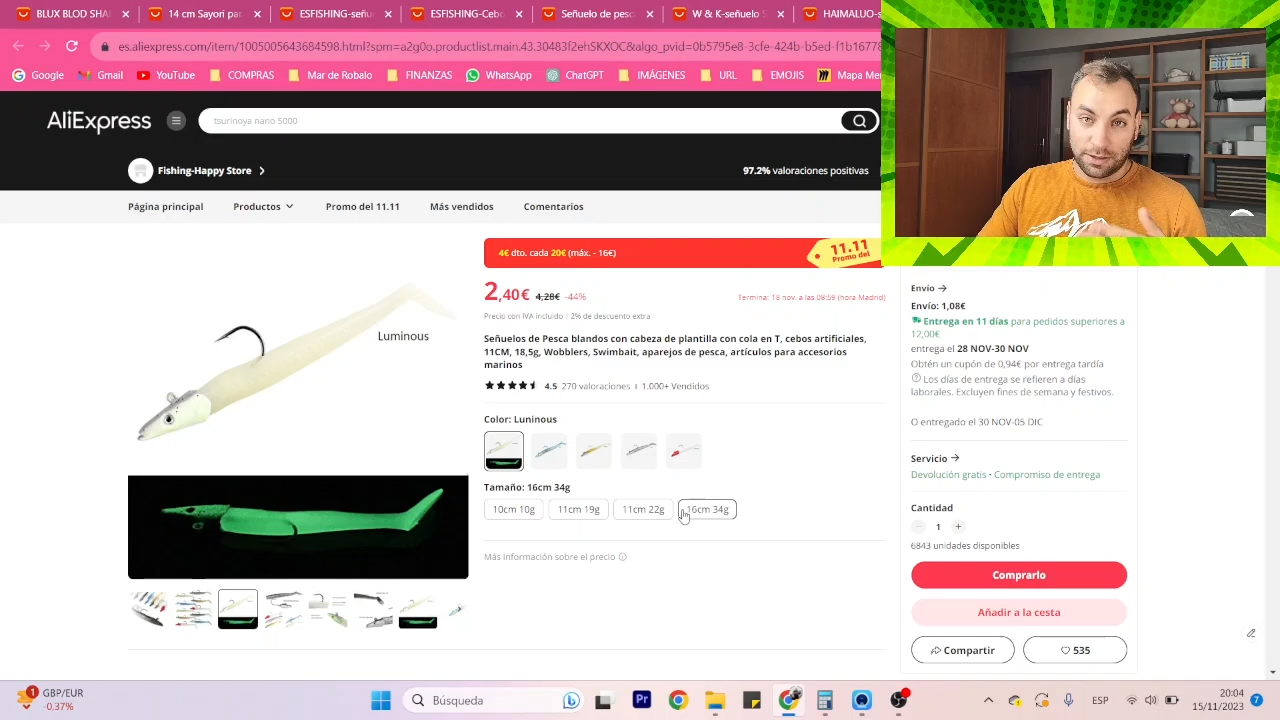 BLUX BLOD SHA
14 cm Sayori par
ESFISHING-señu
ESFISHING-Cebo
Señuelo de pesc
W & K-señuelo S
HAIMALUO-se
es.aliexpress.com/item/1005005643684598.html?spm=a2g0o.productlist.main.43.30483f2ehSKXOC&algo_pvid=0b5795e8-3cfe-424b-b5ed-f1b16778
Google
Gmail
YouTube
COMPRAS
Mar de Robalo
FINANZAS
WhatsApp
ChatGPT
IMÁGENES
URL
EMOJIS
Mapa Me
AliExpress
tsurinoya nano 5000
Fishing-Happy Store
97.2% valoraciones positivas
Página principal
Productos
Promo del 11.11
Más vendidos
Comentarios
4€ dto. cada 20€ (máx. - 16€)
11.11
Promo del
2,40€ 4,28€ -44%
Termina: 18 nov. a las 08:59 (hora Madrid)
Precio con IVA incluido | 2% de descuento extra
Señuelos de Pesca blandos con cabeza de plantilla con cola en T, cebos artificiales,
11CM, 18,5g, Wobblers, Swimbait, aparejos de pesca, artículos para accesorios
marinos
4.5 270 valoraciones | 1.000+ Vendidos
Luminous
Color: Luminous
Tamaño: 16cm 34g
10cm 10g
11cm 19g
11cm 22g
16cm 34g
Más información sobre el precio
Envío
Envío: 1,08€
Entrega en 11 días para pedidos superiores a
12,00€
entrega el 28 NOV-30 NOV
Obtén un cupón de 0,94€ por entrega tardía
Los días de entrega se refieren a días
laborales. Excluyen fines de semana y festivos.
O entregado el 30 NOV-05 DIC
Servicio
Devolución gratis · Compromiso de entrega
Cantidad
- 1 +
6843 unidades disponibles
Comprarlo
Añadir a la cesta
Compartir
535
1
GBP/EUR
-0,37%
Búsqueda
Pr
ESP
20:04
15/11/2023
7